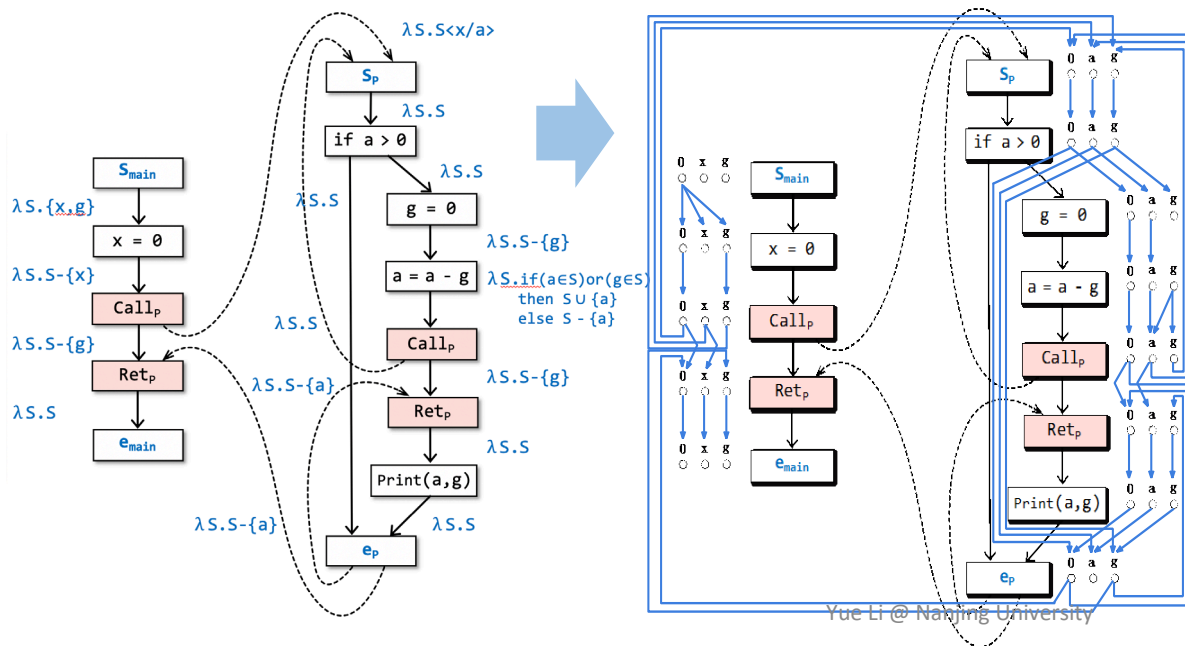 λS.S<x/a>
Sₚ
λS.S
if a > 0
λS.S
λS.S
g = 0
λS.S-{g}
a = a - g
λS.if(a∈S)or(g∈S)
then S∪{a}
else S-{a}
Callₚ
λS.S-{g}
Retₚ
λS.S
Print(a,g)
λS.S
eₚ
λS.S
λS.S-{a}
λS.S-{a}
Sₘₐᵢₙ
λS.{x,g}
x = 0
λS.S-{x}
Callₚ
λS.S-{g}
Retₚ
λS.S
eₘₐᵢₙ
0 x g
Sₘₐᵢₙ
0 x g
x = 0
0 x g
Callₚ
0 x g
Retₚ
0 x g
eₘₐᵢₙ
0 a g
Sₚ
0 a g
if a > 0
0 a g
g = 0
0 a g
a = a - g
0 a g
Callₚ
0 a g
Retₚ
0 a g
Print(a,g)
0 a g
eₚ
Yue Li @ Nanjing University